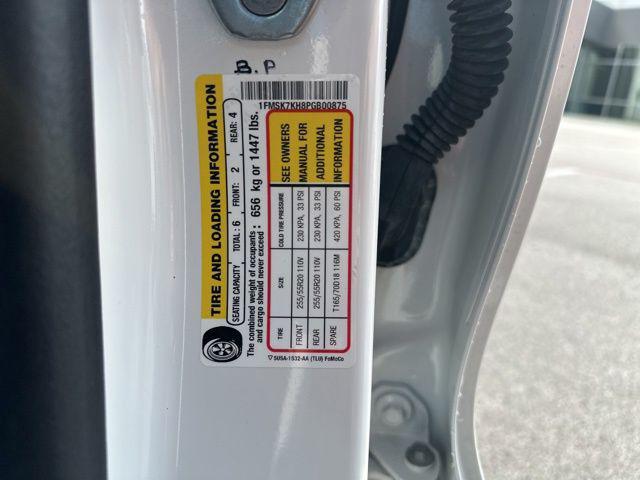 B.P
1FMSK7KH8PGB00875
TIRE AND LOADING INFORMATION
SEATING CAPACITY TOTAL: 6 FRONT: 2 REAR: 4
The combined weight of occupants : 656 kg or 1447 lbs.
and cargo should never exceed :
TIRE SIZE COLD TIRE PRESSURE SEE OWNERS
FRONT 255/55R20 110V 230 KPA, 33 PSI MANUAL FOR
REAR 255/55R20 110V 230 KPA, 33 PSI ADDITIONAL
SPARE T165/70D18 116M 420 KPA, 60 PSI INFORMATION
5USA-1532-AA (TLU) FoMoCo